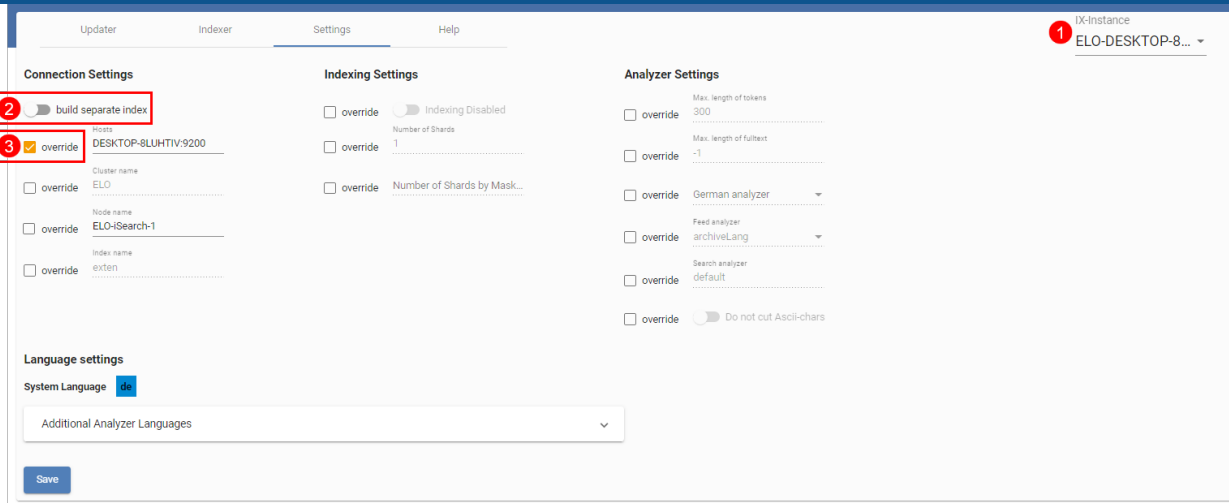 Updater
Indexer
Settings
Help
1
IX-Instance
ELO-DESKTOP-8...
Connection Settings
2
build separate index
3
override
Hosts
DESKTOP-8LUHTIV:9200
override
Cluster name
ELO
override
Node name
ELO-iSearch-1
override
Index name
exten
Indexing Settings
override
Indexing Disabled
override
Number of Shards
1
override
Number of Shards by Mask...
Analyzer Settings
override
Max. length of tokens
300
override
Max. length of fulltext
-1
override
German analyzer
override
Feed analyzer
archiveLang
override
Search analyzer
default
override
Do not cut Ascii-chars
Language settings
System Language de
Additional Analyzer Languages
Save